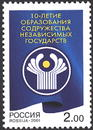 10-ЛЕТИЕ
ОБРАЗОВАНИЯ
СОДРУЖЕСТВА
НЕЗАВИСИМЫХ
ГОСУДАРСТВ
РОССИЯ
ROSSIJA • 2001
2.00